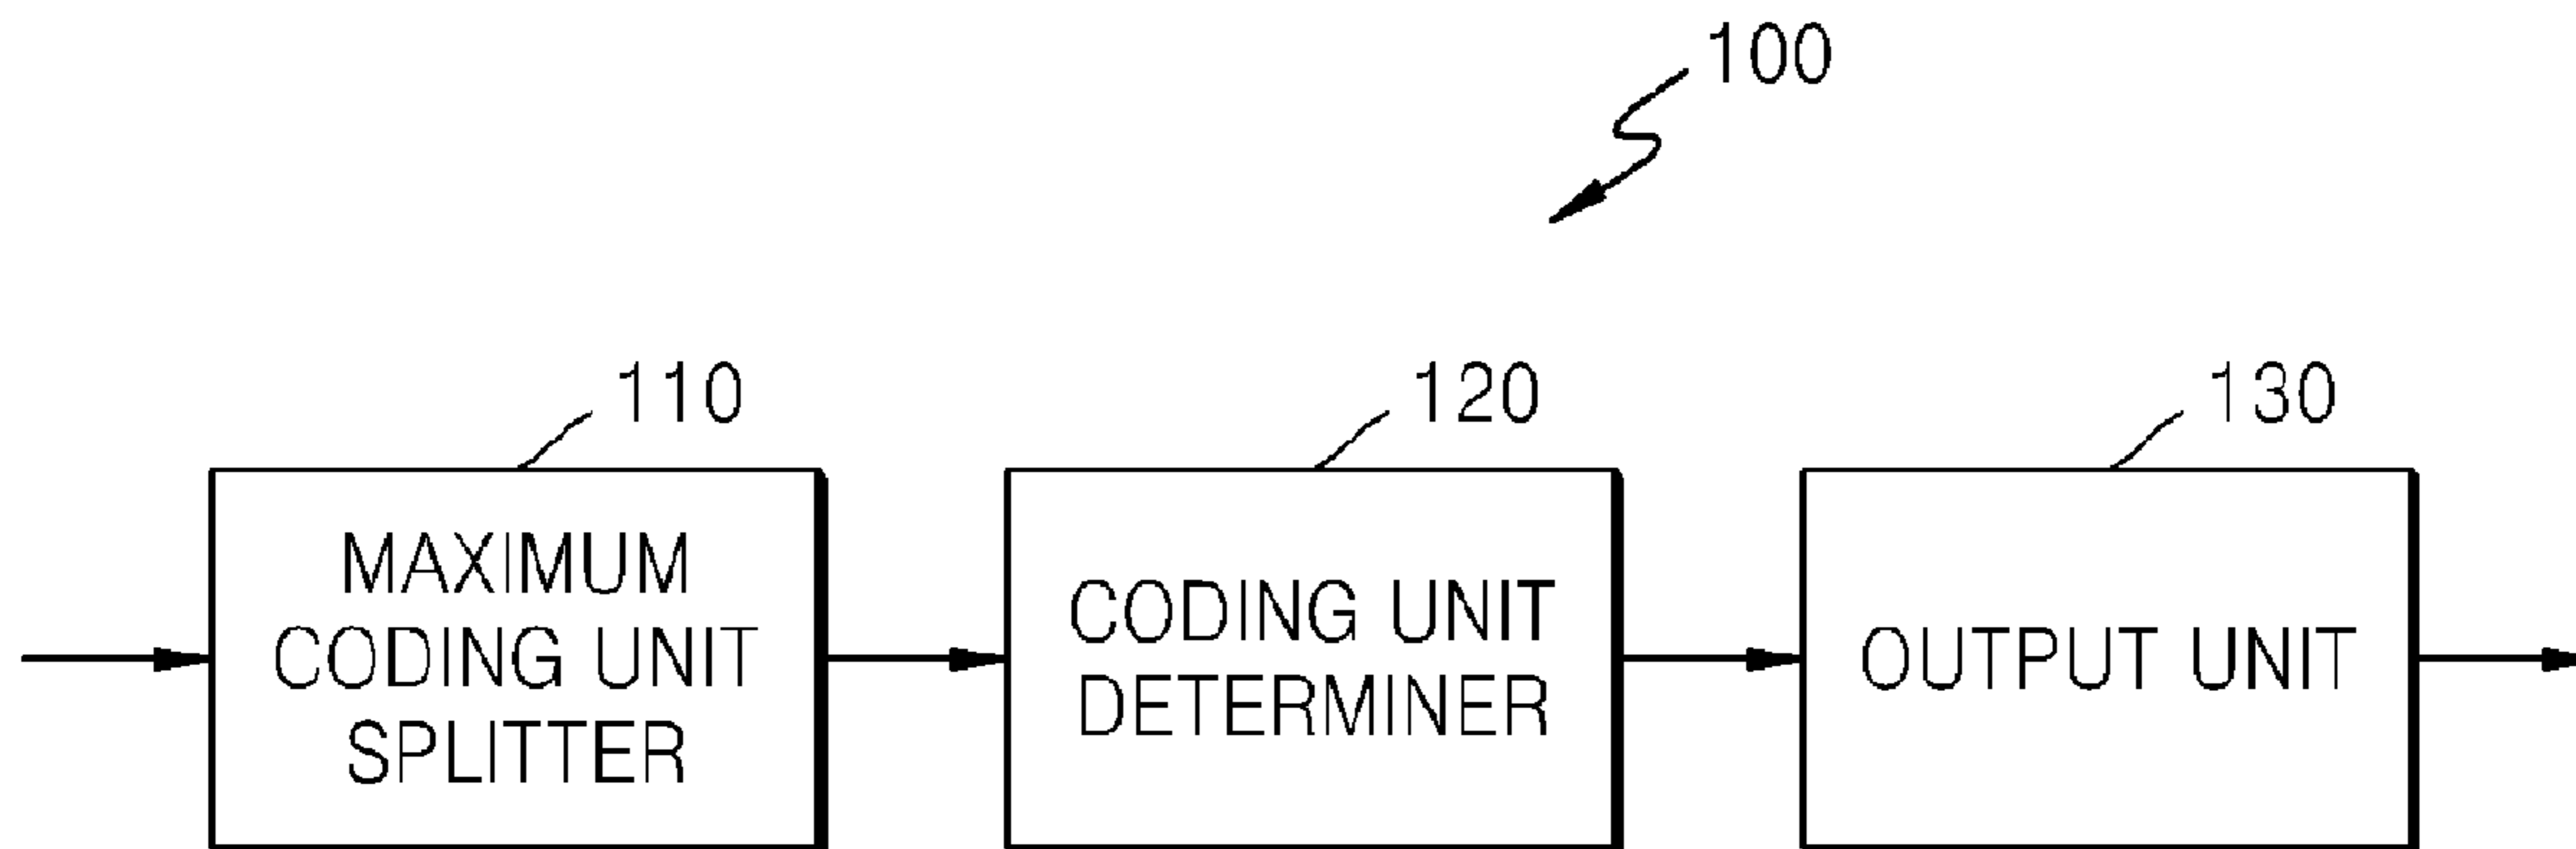 100
110
120
130
MAXIMUM
CODING UNIT
SPLITTER
CODING UNIT
DETERMINER
OUTPUT UNIT